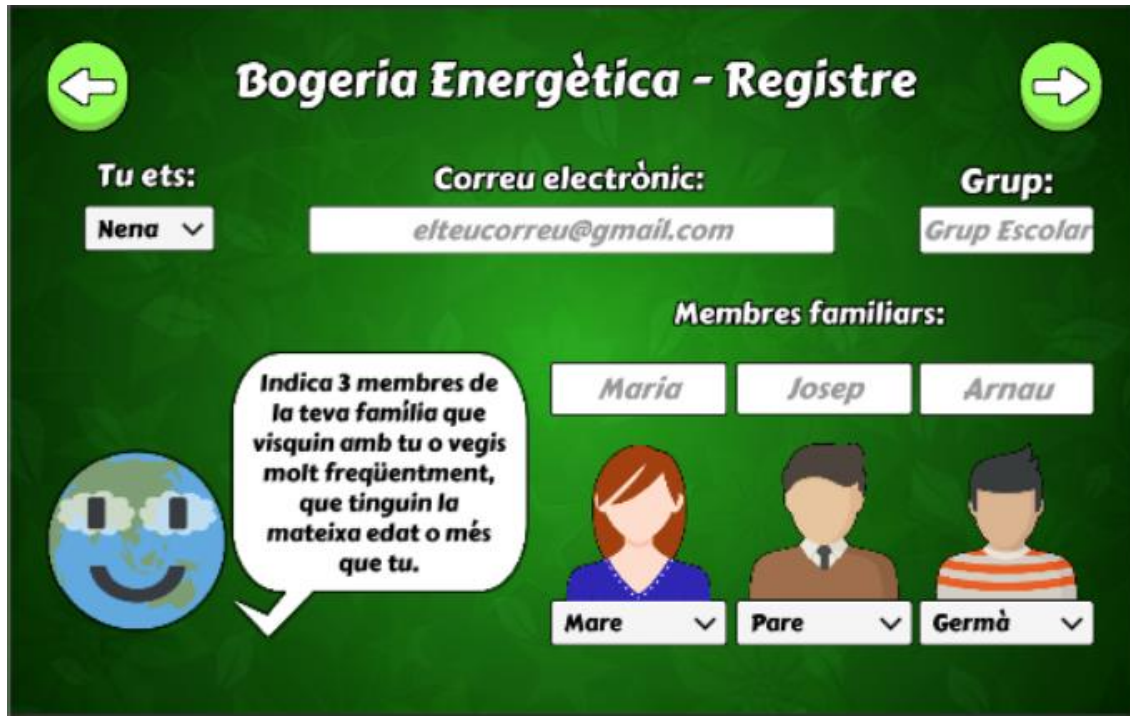 Bogeria Energètica - Registre
Tu ets:
Correu electrònic:
Grup:
Nena
elteucorreu@gmail.com
Grup Escolar
Membres familiars:
Maria
Josep
Arnau
Indica 3 membres de
la teva família que
visquin amb tu o vegis
molt freqüentment,
que tinguin la
mateixa edat o més
que tu.
Mare
Pare
Germà